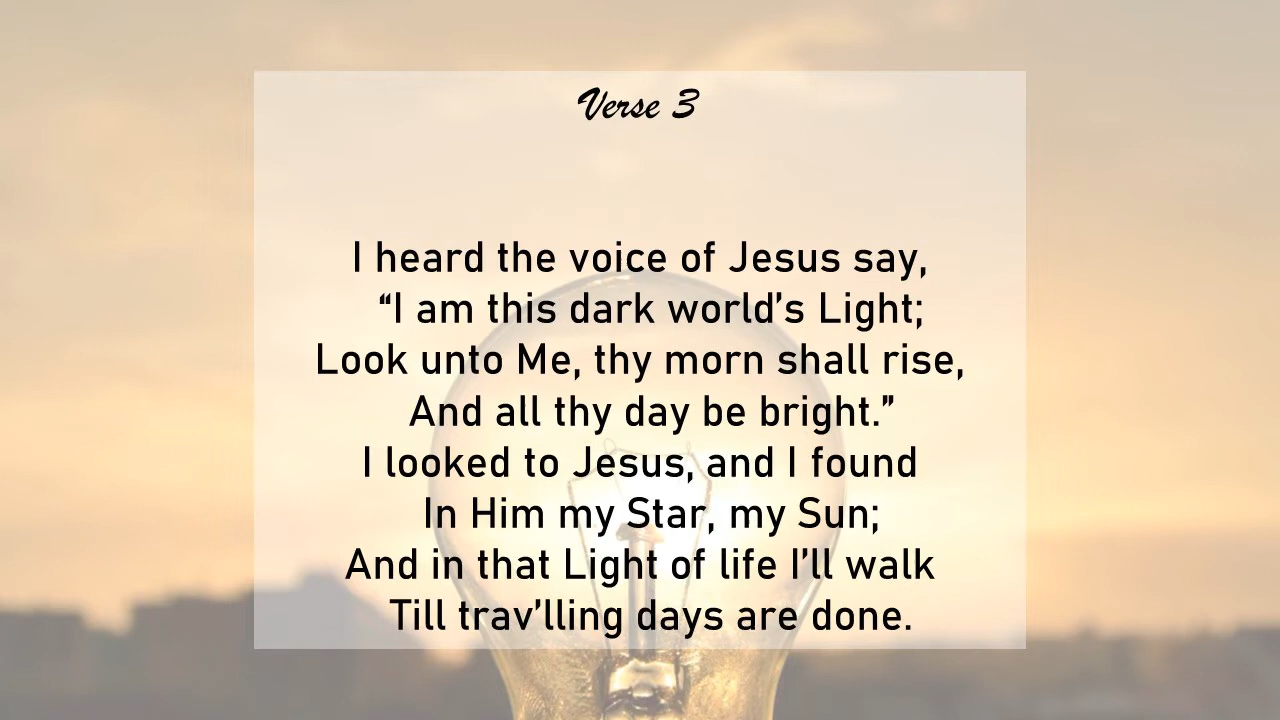 Verse 3
I heard the voice of Jesus say,
“I am this dark world’s Light;
Look unto Me, thy morn shall rise,
And all thy day be bright.”
I looked to Jesus, and I found
In Him my Star, my Sun;
And in that Light of life I’ll walk
Till trav’lling days are done.